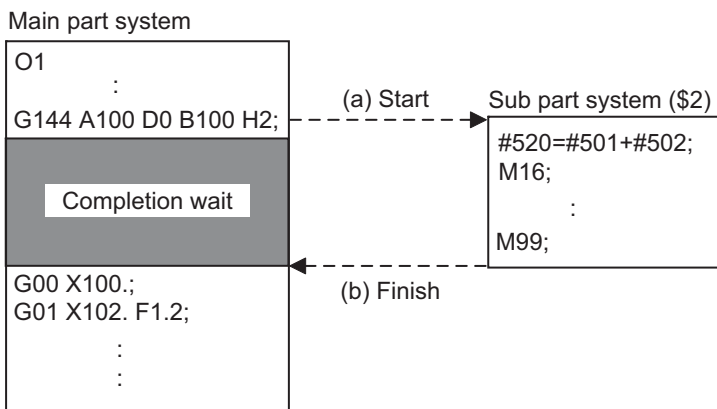 Main part system
O1
:
G144 A100 D0 B100 H2;
(a) Start
Sub part system ($2)
#520=#501+#502;
M16;
:
M99;
Completion wait
(b) Finish
G00 X100.;
G01 X102. F1.2;
:
: